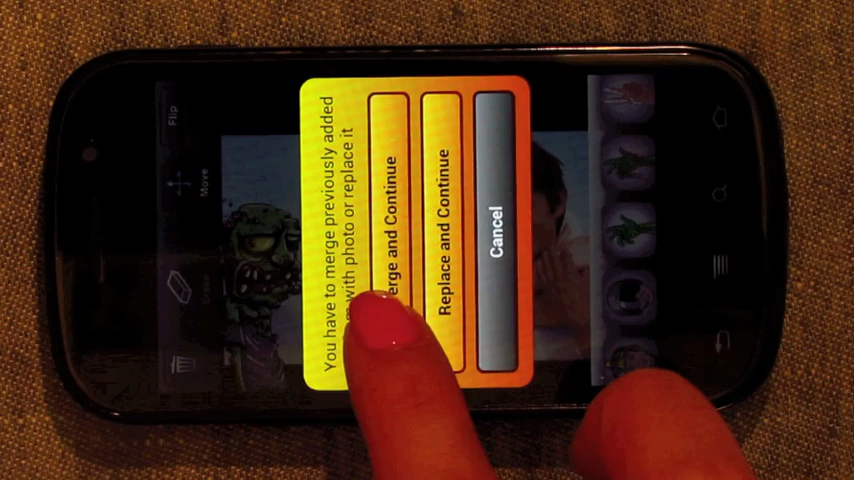 Flip
Move
Erase
You have to merge previously added
with photo or replace it
and Continue
Replace and Continue
Cancel